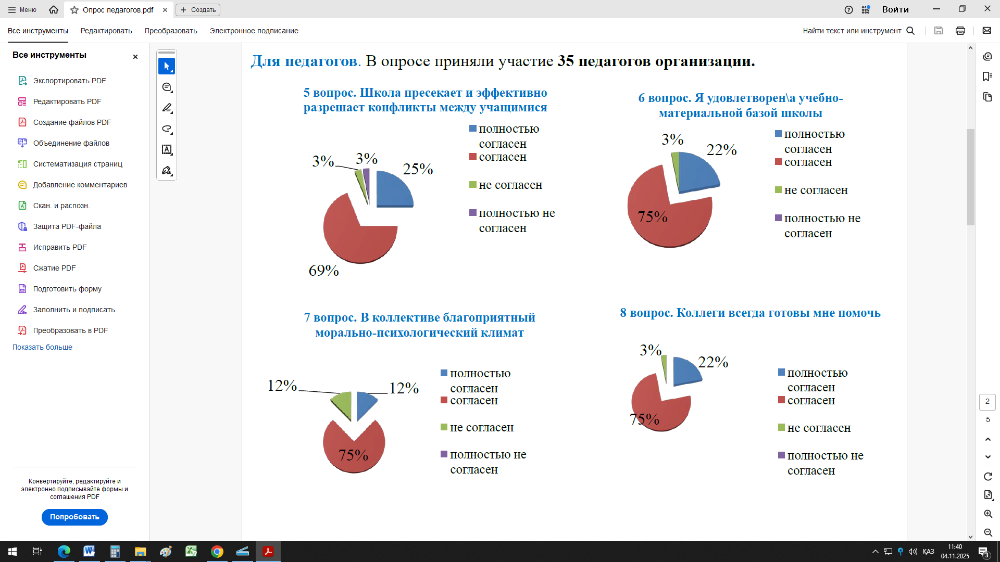 Меню
Опрос педагогов.pdf
Создать
Войти
Все инструменты
Редактировать
Преобразовать
Электронное подписание
Найти текст или инструмент
Все инструменты
Экспортировать PDF
Редактировать PDF
Создание файлов PDF
Объединение файлов
Систематизация страниц
Добавление комментариев
Скан. и распозн.
Защита PDF-файла
Исправить PDF
Сжатие PDF
Подготовить форму
Заполнить и подписать
Преобразовать в PDF
Показать больше
Конвертируйте, редактируйте и
электронно подписывайте формы и
соглашения PDF
Попробовать
Для педагогов. В опросе приняли участие 35 педагогов организации.
5 вопрос. Школа пресекает и эффективно
разрешает конфликты между учащимися
3%
3%
25%
69%
полностью
согласен
согласен
не согласен
полностью не
согласен
6 вопрос. Я удовлетворен\а учебно-
материальной базой школы
3%
22%
75%
полностью
согласен
согласен
не согласен
полностью не
согласен
7 вопрос. В коллективе благоприятный
морально-психологический климат
12%
12%
75%
полностью
согласен
согласен
не согласен
полностью не
согласен
8 вопрос. Коллеги всегда готовы мне помочь
3%
22%
75%
полностью
согласен
согласен
не согласен
полностью не
согласен
2
5
ҚАЗ
11:40
04.11.2025
3